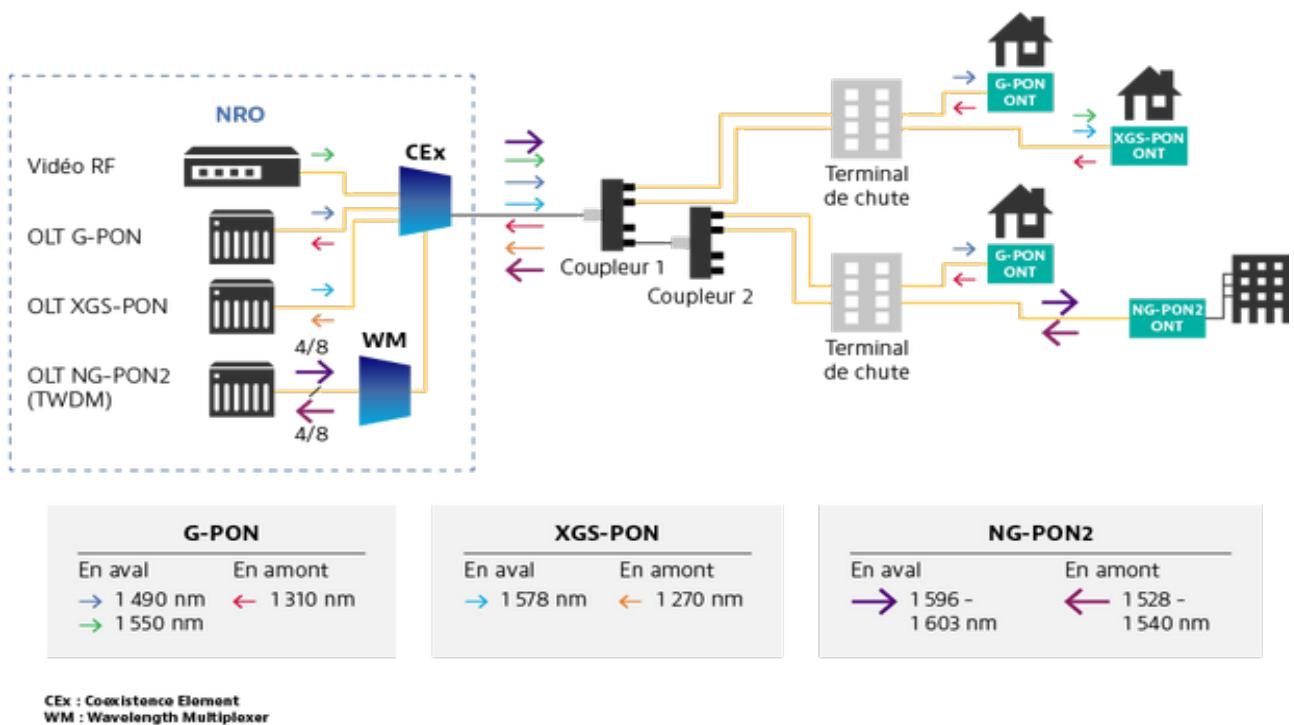 NRO
Vidéo RF
CEx
OLT G-PON
OLT XGS-PON
4/8
WM
OLT NG-PON2
(TWDM)
4/8
Coupleur 1
Coupleur 2
Terminal
de chute
G-PON
ONT
XGS-PON
ONT
Terminal
de chute
G-PON
ONT
NG-PON2
ONT
G-PON
En aval En amont
1 490 nm 1 310 nm
1 550 nm
XGS-PON
En aval En amont
1 578 nm 1 270 nm
NG-PON2
En aval En amont
1 596 – 1 528 –
1 603 nm 1 540 nm
CEx : Coexistence Element
WM : Wavelength Multiplexer